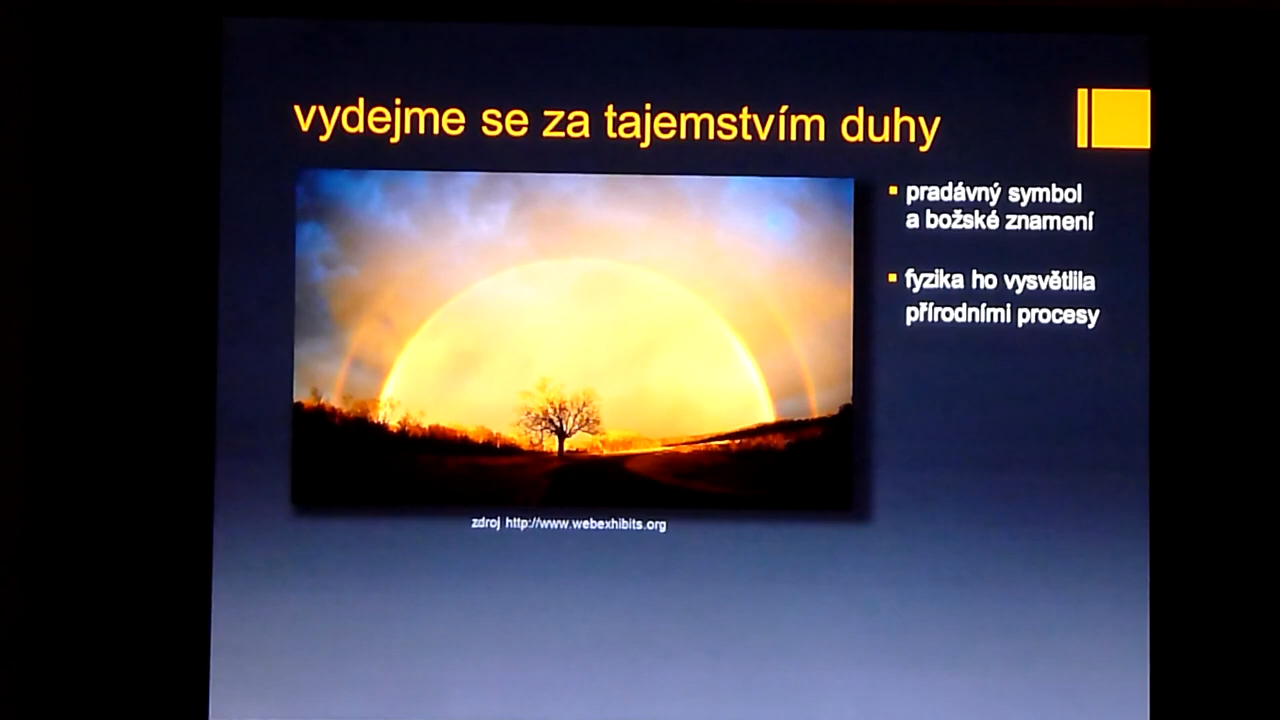 vydejme se za tajemstvím duhy
pradávný symbol
a božské znamení
fyzika ho vysvětlila
přírodními procesy
zdroj http://www.webexhibits.org